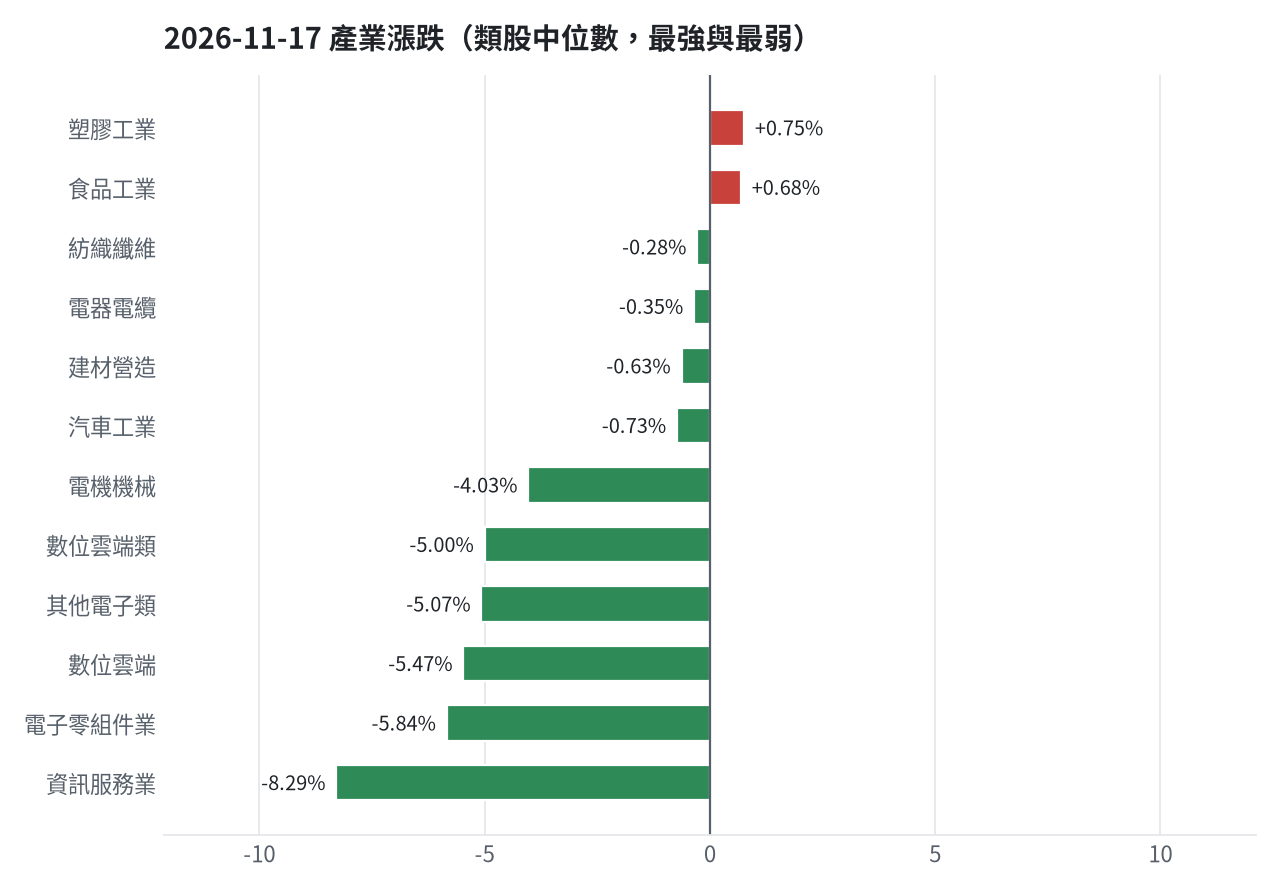 2026-11-17 產業漲跌（類股中位數，最強與最弱）
塑膠工業 +0.75%
食品工業 +0.68%
紡織纖維 -0.28%
電器電纜 -0.35%
建材營造 -0.63%
汽車工業 -0.73%
電機機械 -4.03%
數位雲端類 -5.00%
其他電子類 -5.07%
數位雲端 -5.47%
電子零組件業 -5.84%
資訊服務業 -8.29%
-10 -5 0 5 10